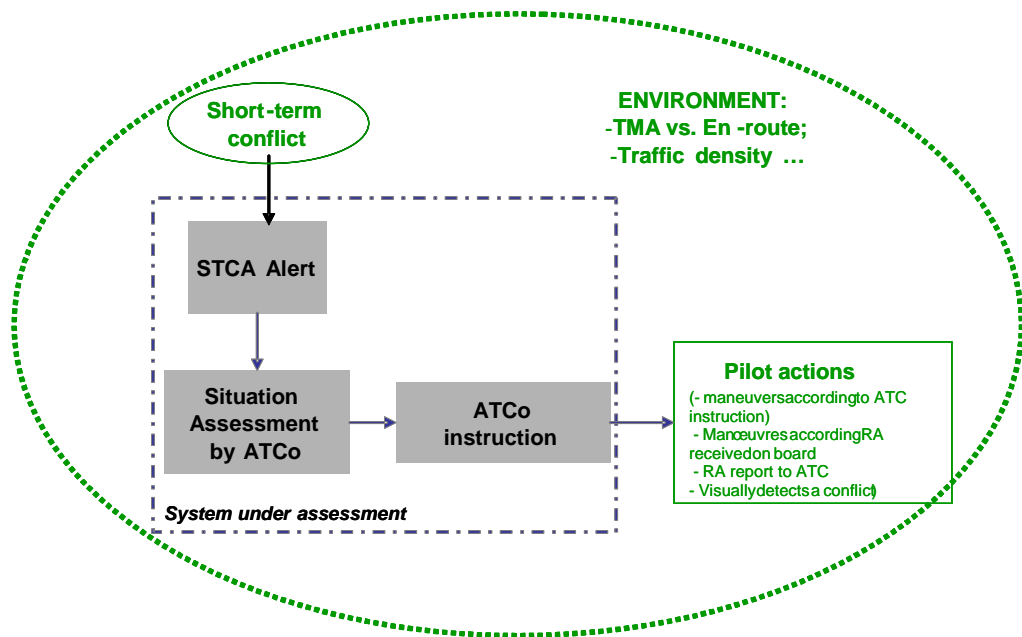 Short-term
conflict
ENVIRONMENT:
-TMA vs. En -route;
-Traffic density ...
STCA Alert
Situation
Assessment
by ATCo
ATCo
instruction
System under assessment
Pilot actions
(- maneuversaccordingto ATC
instruction)
- ManœuvresaccordingRA
receivedon board
- RA report to ATC
- Visuallydetectsa conflict)